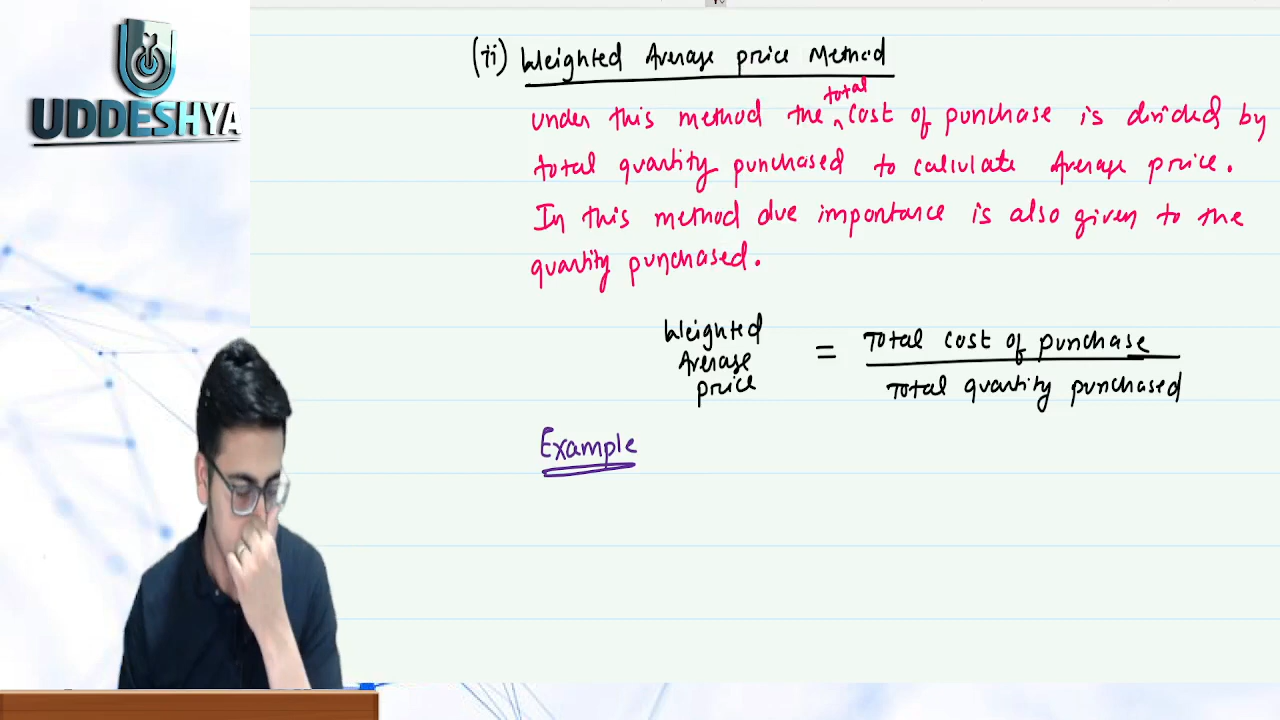 UDDESHYA
(ii) Weighted Average price Method
under this method the total cost of purchase is divided by
total quantity purchased to calculate Average price.
In this method due importance is also given to the
quantity purchased.
Weighted
Average
price
= Total cost of purchase
Total quantity purchased
Example